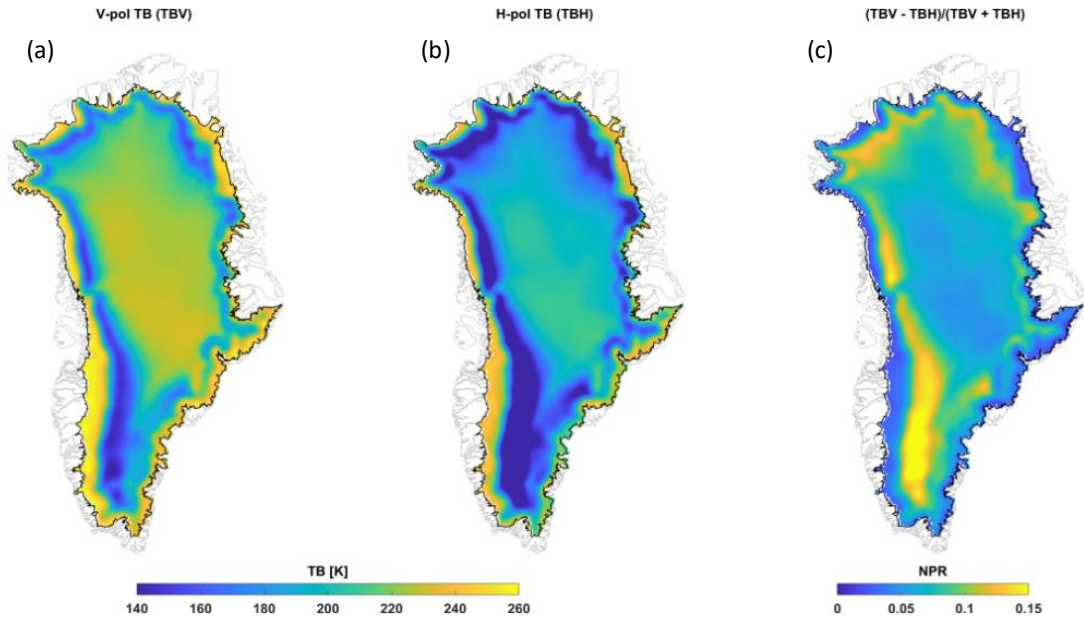 V-pol TB (TBV)
H-pol TB (TBH)
(TBV - TBH)/(TBV + TBH)
(a)
(b)
(c)
TB [K]
140 160 180 200 220 240 260
NPR
0 0.05 0.1 0.15